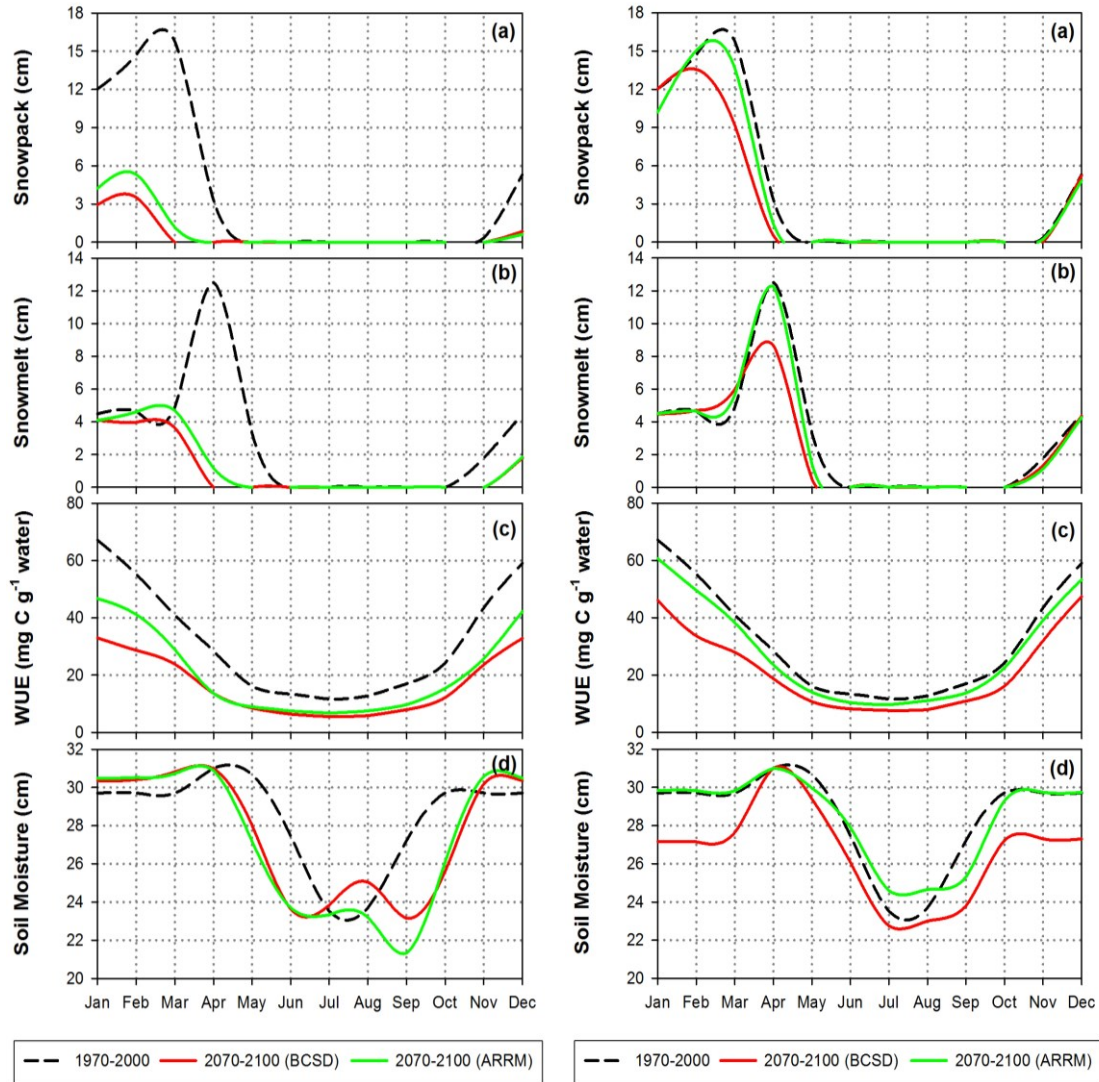 Snowpack (cm)
18
15
12
9
6
3
0
(a)
Snowmelt (cm)
14
12
10
8
6
4
2
0
(b)
WUE (mg C g⁻¹ water)
80
60
40
20
0
(c)
Soil Moisture (cm)
32
30
28
26
24
22
20
(d)
Jan Feb Mar Apr May Jun Jul Aug Sep Oct Nov Dec
1970-2000 2070-2100 (BCSD) 2070-2100 (ARRM)
Snowpack (cm)
18
15
12
9
6
3
0
(a)
Snowmelt (cm)
14
12
10
8
6
4
2
0
(b)
WUE (mg C g⁻¹ water)
80
60
40
20
0
(c)
Soil Moisture (cm)
32
30
28
26
24
22
20
(d)
Jan Feb Mar Apr May Jun Jul Aug Sep Oct Nov Dec
1970-2000 2070-2100 (BCSD) 2070-2100 (ARRM)